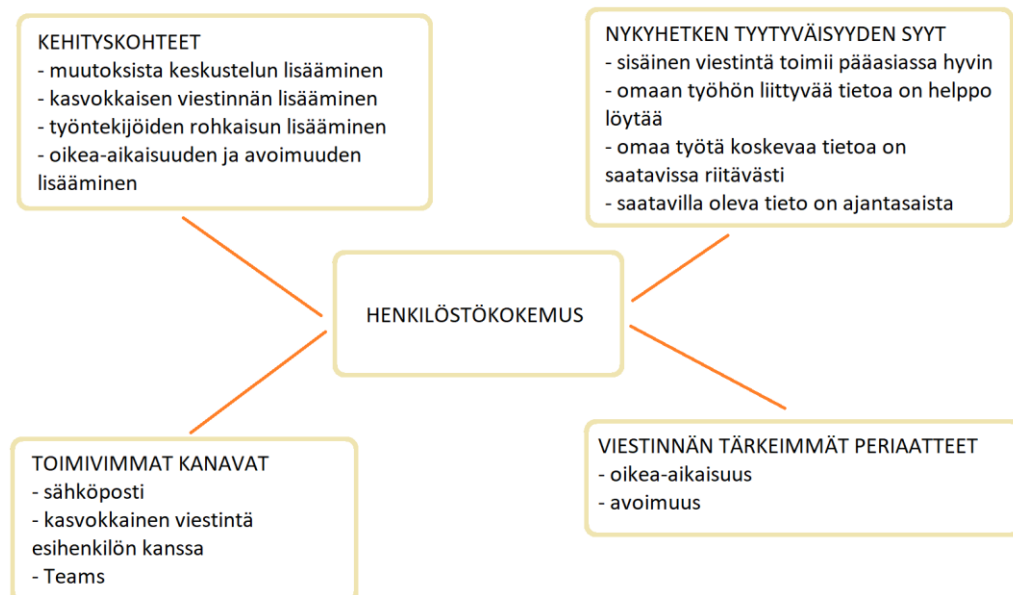 KEHITYSKOHTEET
- muutoksista keskustelun lisääminen
- kasvokkaisen viestinnän lisääminen
- työntekijöiden rohkaisun lisääminen
- oikea-aikaisuuden ja avoimuuden
lisääminen
NYKYHETKEN TYYTYVÄISYYDEN SYYT
- sisäinen viestintä toimii pääasiassa hyvin
- omaan työhön liittyvää tietoa on helppo
löytää
- omaa työtä koskevaa tietoa on
saatavissa riitävästi
- saatavilla oleva tieto on ajantasaista
HENKILÖSTÖKOKEMUS
TOIMIVIMMAT KANAVAT
- sähköposti
- kasvokkainen viestintä
esihenkilön kanssa
- Teams
VIESTINNÄN TÄRKEIMMÄT PERIAATTEET
- oikea-aikaisuus
- avoimuus